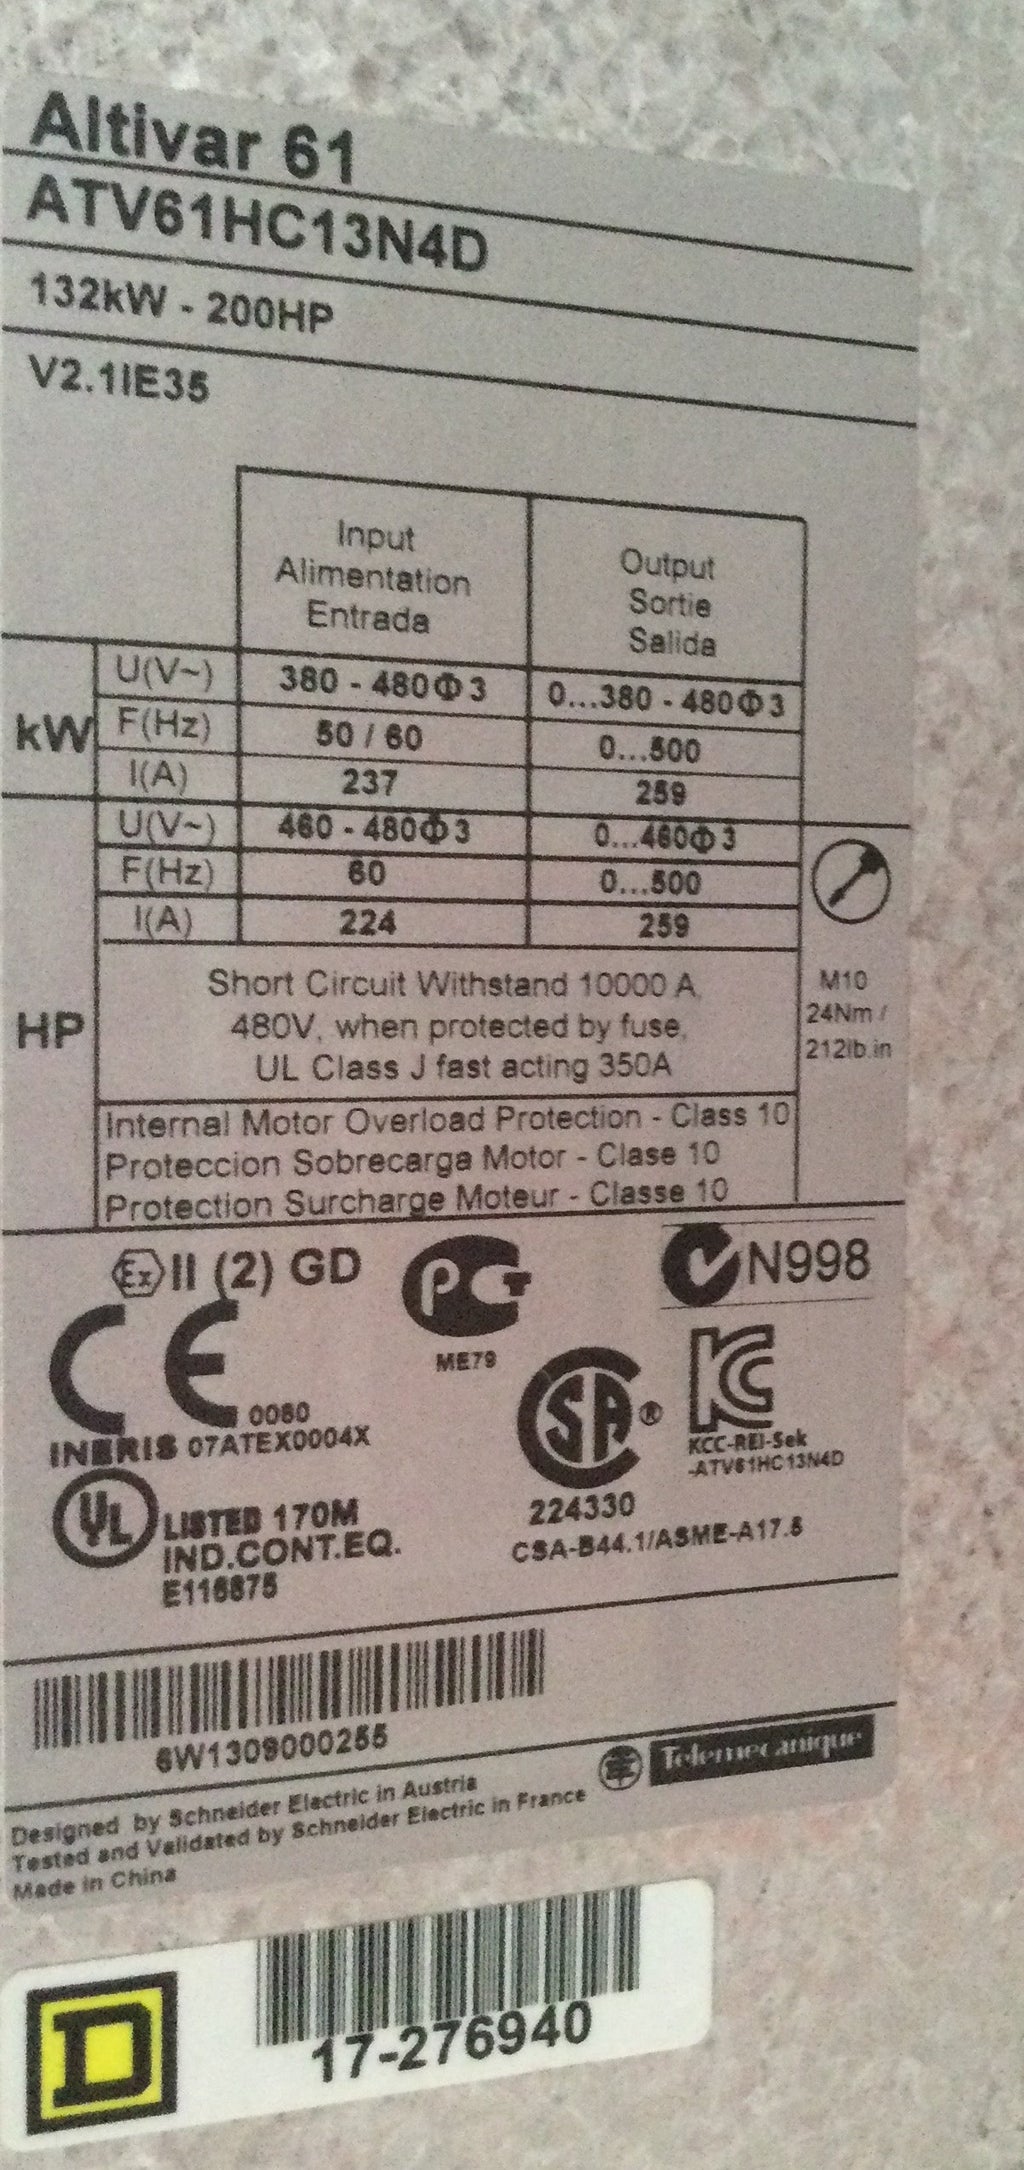 Altivar 61
ATV61HC13N4D
132kW - 200HP
V2.1IE35
Input
Alimentation
Entrada
Output
Sortie
Salida
kW
U(V~) 380 - 480Φ3 0...380 - 480Φ3
F(Hz) 50 / 60 0...500
I(A) 237 259
HP
U(V~) 460 - 480Φ3 0...460Φ3
F(Hz) 60 0...500
I(A) 224 259
Short Circuit Withstand 10000 A,
480V, when protected by fuse,
UL Class J fast acting 350A
M10
24Nm /
212lb.in
Internal Motor Overload Protection - Class 10
Proteccion Sobrecarga Motor - Clase 10
Protection Surcharge Moteur - Classe 10
Ex II (2) GD
PCT
ME79
N998
CE 0080
INERIS 07ATEX0004X
SA®
224330
CSA-B44.1/ASME-A17.5
KC
KCC-REI-Sek
-ATV61HC13N4D
UL LISTED 170M
IND.CONT.EQ.
E116875
6W1309000255
Telemecanique
Designed by Schneider Electric in Austria
Tested and Validated by Schneider Electric in France
Made in China
D
17-276940